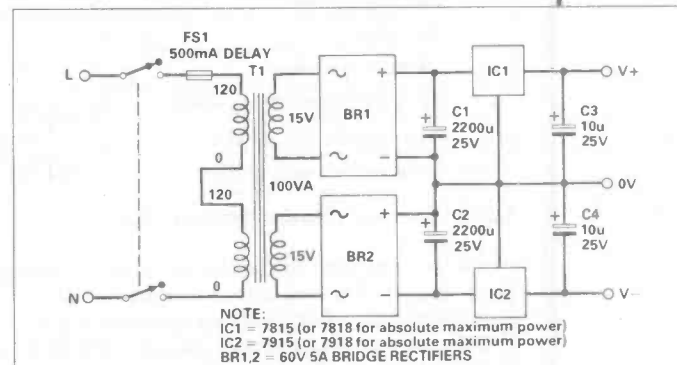 FS1
500mA DELAY
L
T1
120
0
120
0
N
15V
15V
100VA
~
~
+
−
BR1
~
~
+
−
BR2
+
C1
2200u
25V
+
C2
2200u
25V
IC1
IC2
+
C3
10u
25V
+
C4
10u
25V
V+
0V
V−
NOTE:
IC1 = 7815 (or 7818 for absolute maximum power)
IC2 = 7915 (or 7918 for absolute maximum power)
BR1,2 = 60V 5A BRIDGE RECTIFIERS